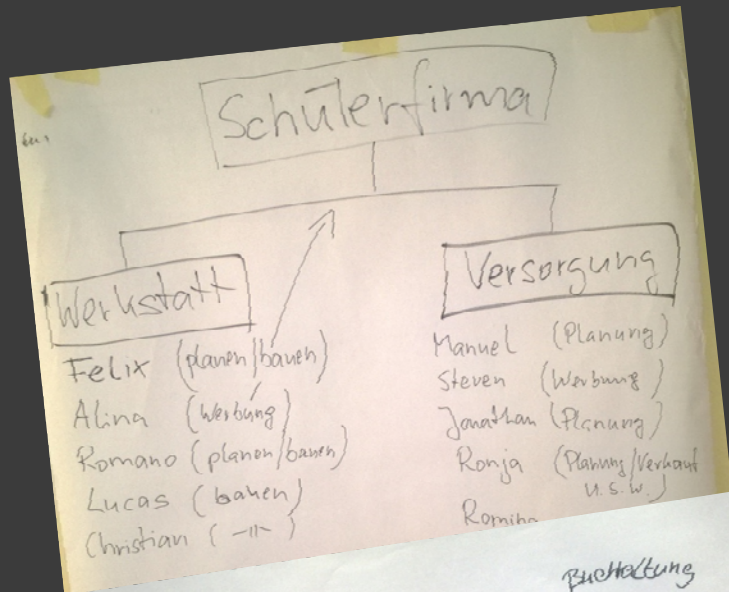 Schülerfirma
Werkstatt
Felix (planen/bauen)
Alina (Werbung)
Romano (planen/bauen)
Lucas (bauen)
Christian (-"-)
Versorgung
Manuel (Planung)
Steven (Werbung)
Jonathan (Planung)
Ronja (Planung/Verkauf
u.s.w.)
Buchhaltung